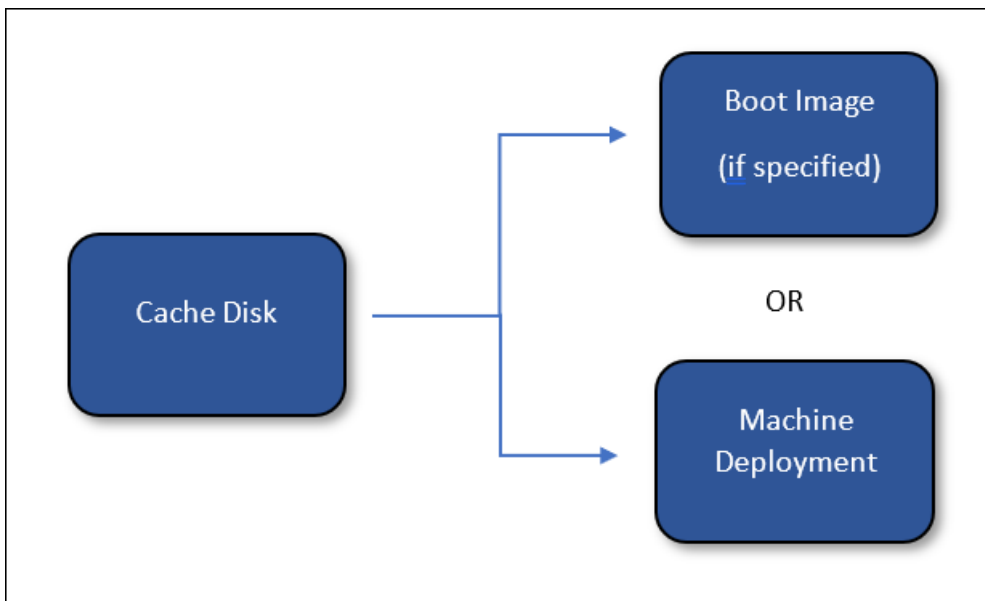 Cache Disk
Boot Image
(if specified)
OR
Machine
Deployment